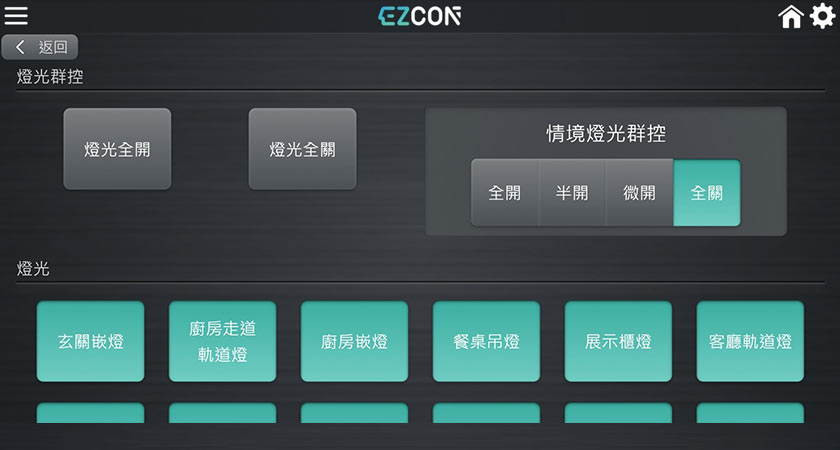 EZCON
返回
燈光群控
燈光全開
燈光全關
情境燈光群控
全開
半開
微開
全關
燈光
玄關嵌燈
廚房走道
軌道燈
廚房嵌燈
餐桌吊燈
展示櫃燈
客廳軌道燈